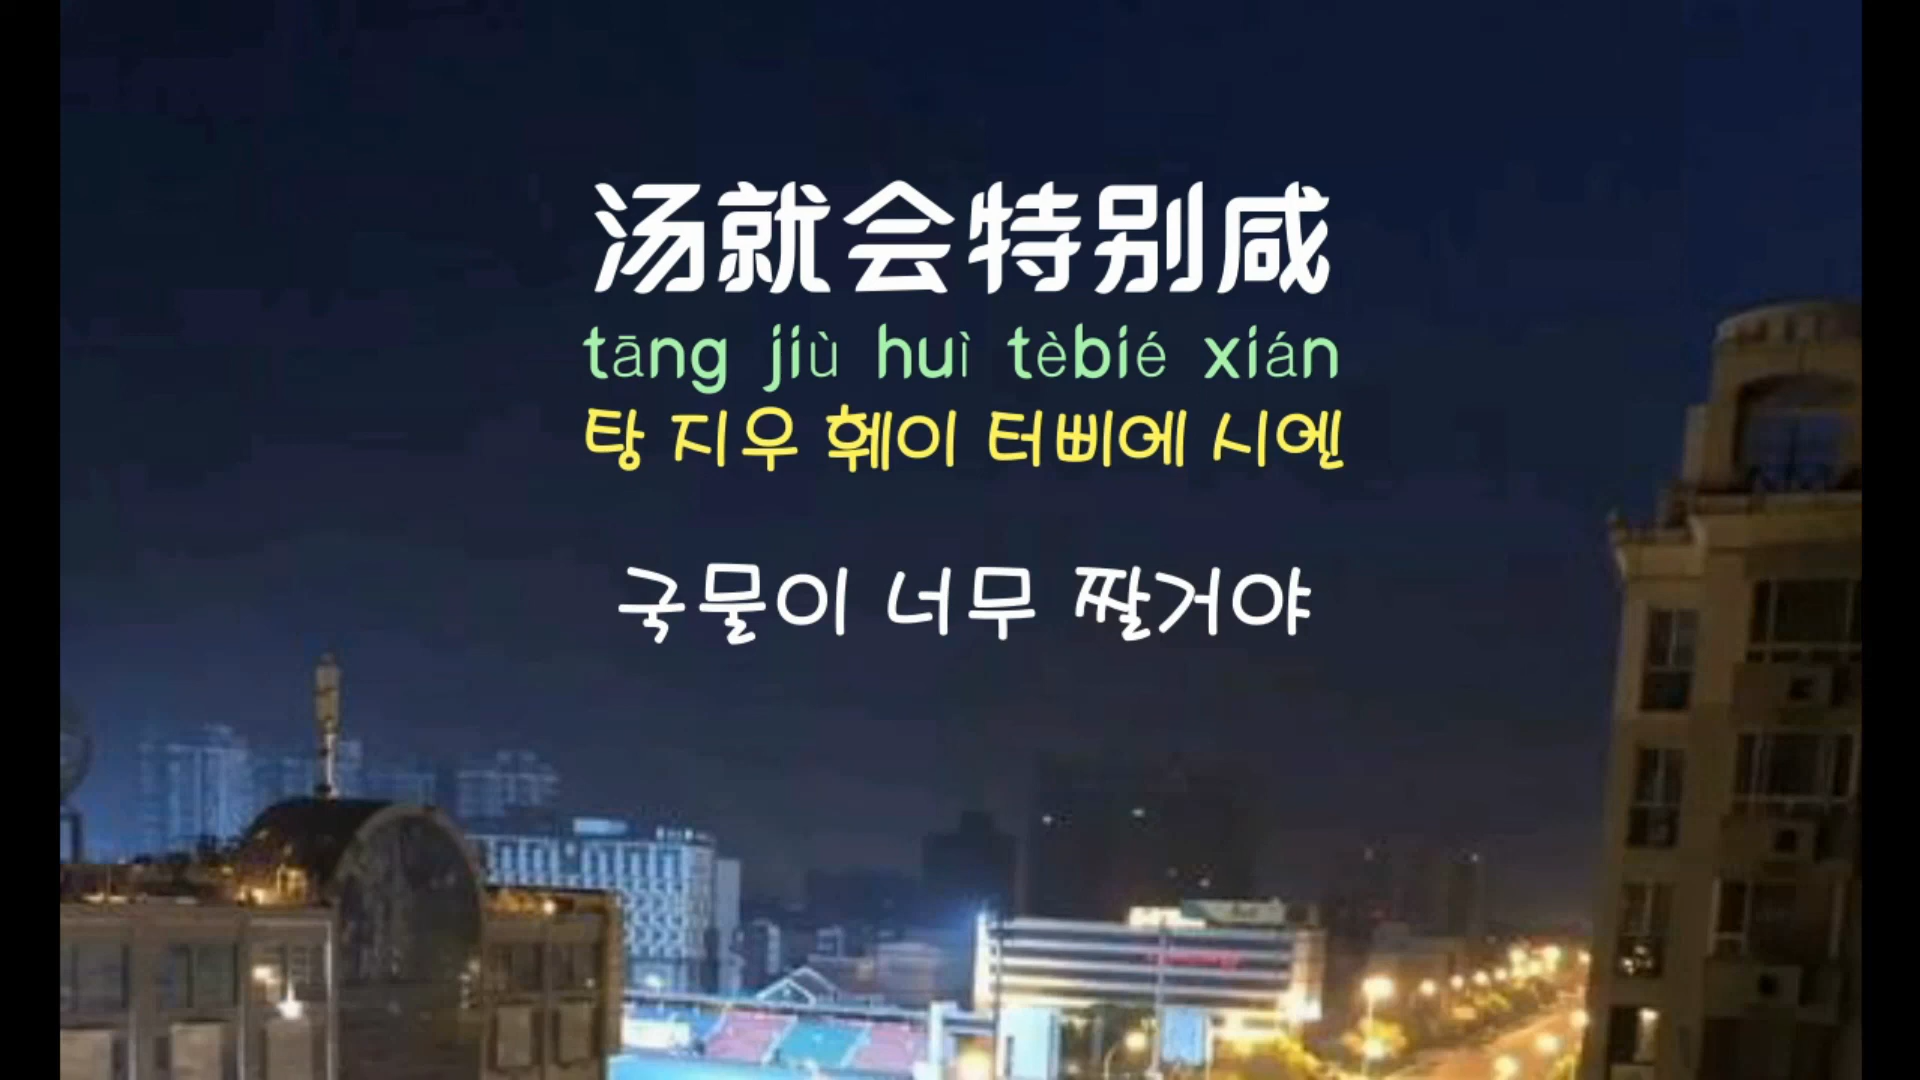 汤就会特别咸
tāng jiù huì tèbié xián
탕 지우 훼이 터삐에 시엔
국물이 너무 짤거야